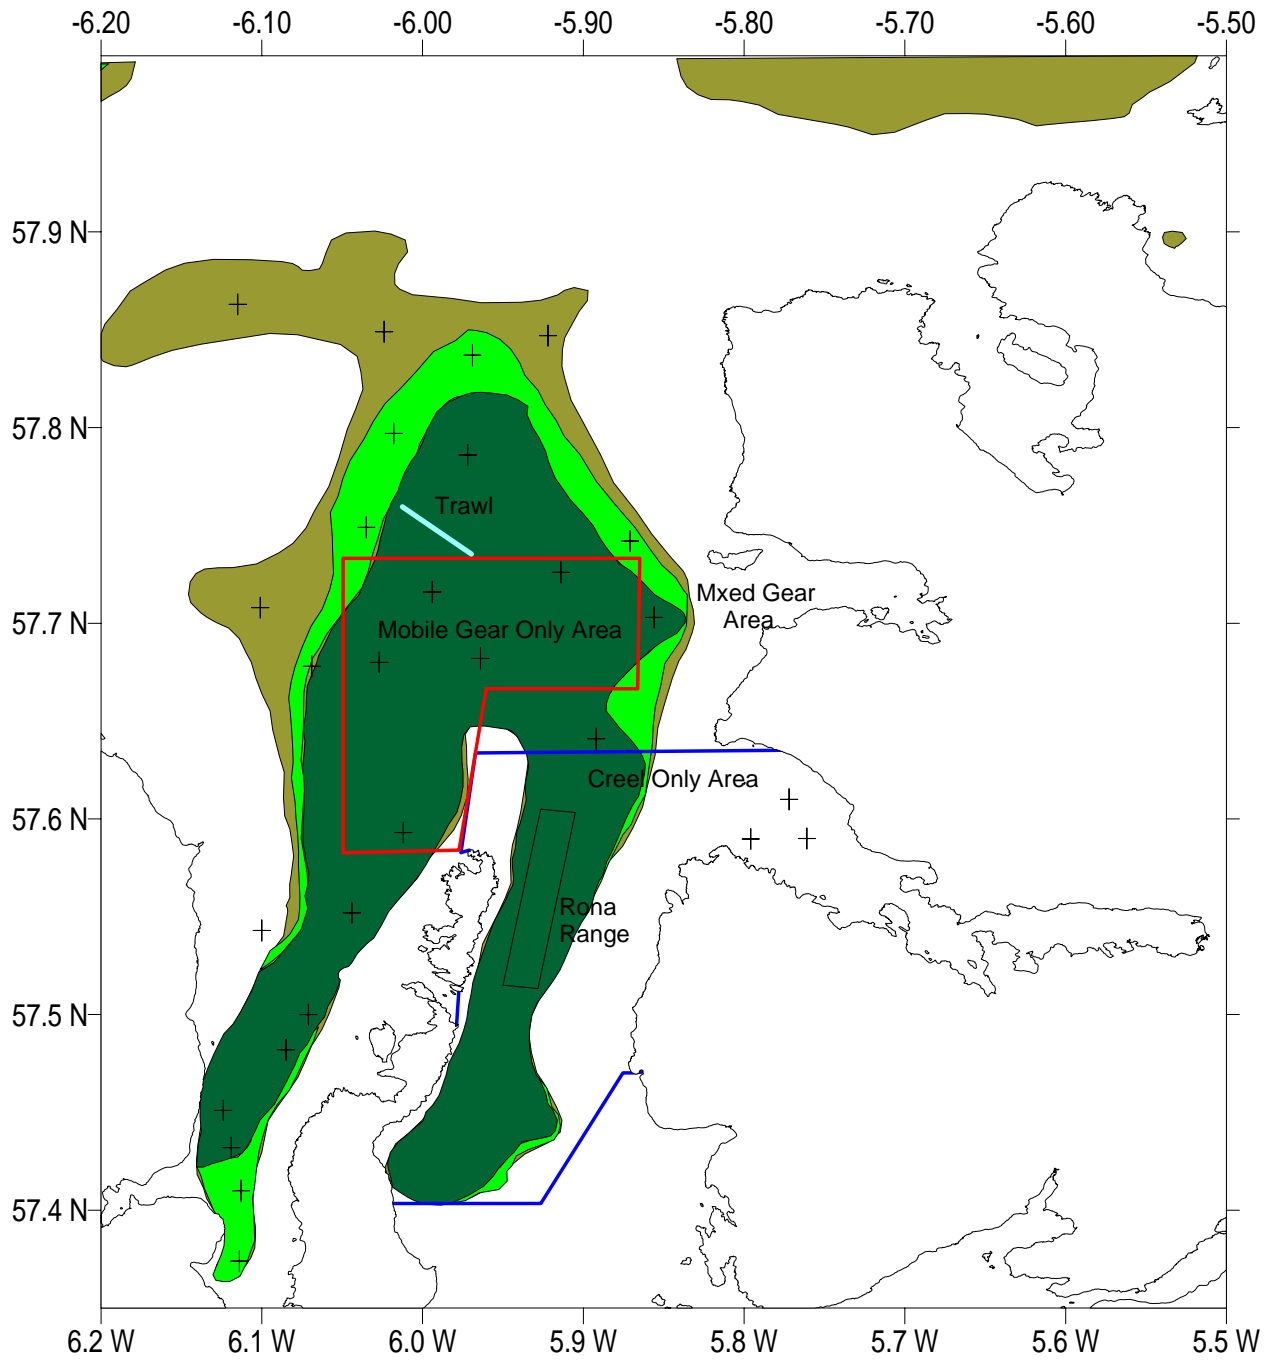 -6.20 -6.10 -6.00 -5.90 -5.80 -5.70 -5.60 -5.50
57.9 N
57.8 N
Trawl
Mxed Gear
Area
57.7 N
Mobile Gear Only Area
Creel Only Area
57.6 N
Rona
Range
57.5 N
57.4 N
6.2 W 6.1 W 6.0 W 5.9 W 5.8 W 5.7 W 5.6 W 5.5 W